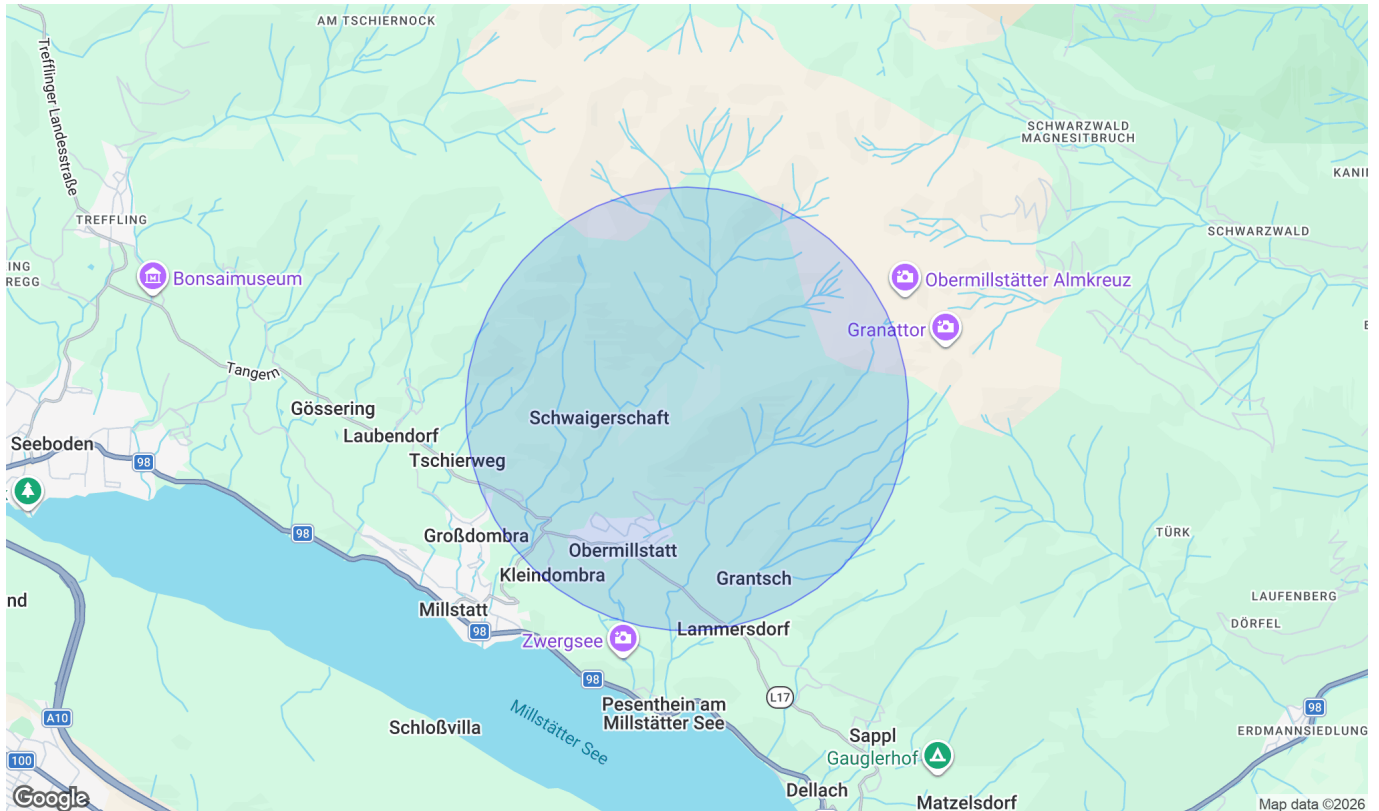 AM TSCHIERNOCK
Trefflinger Landesstraße
SCHWARZWALD
MAGNESITBRUCH
KANI
TREFFLING
SCHWARZWALD
ING
REGG
Bonsaimuseum
Obermillstätter Almkreuz
Granattor
Tangern
Gössering
Schwaigerschaft
Laubendorf
Seeboden
Tschierweg
98
98
Großdombra
TÜRK
Obermillstatt
Kleindombra
Grantsch
nd
LAUFENBERG
Millstatt
DÖRFEL
98
Lammersdorf
Zwergsee
98
L17
Pesenthein am
Millstätter See
98
A10
Schloßvilla
Millstätter See
ERDMANNSIEDLUNG
Sappl
Gauglerhof
100
Dellach
Matzelsdorf
Google
Map data ©2026